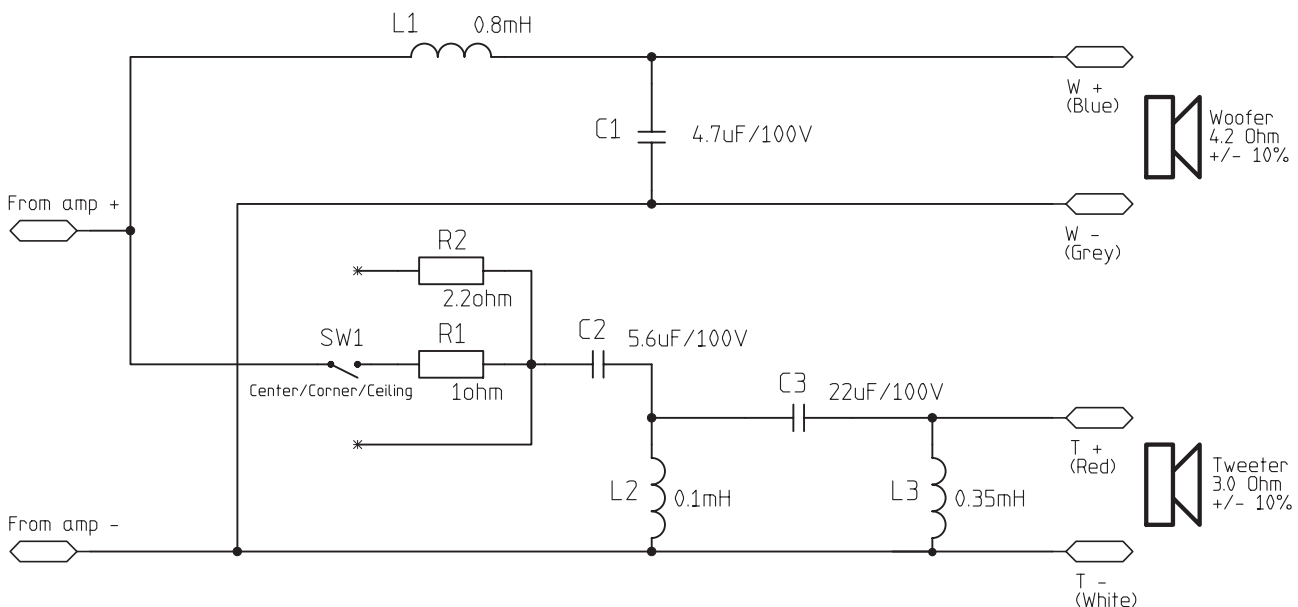 L1 0.8mH
W +
(Blue)
C1 4.7uF/100V
Woofer
4.2 Ohm
+/- 10%
From amp +
W -
(Grey)
R2
2.2ohm
SW1
Center/Corner/Ceiling
R1
1ohm
C2 5.6uF/100V
C3 22uF/100V
T +
(Red)
L2 0.1mH
L3 0.35mH
Tweeter
3.0 Ohm
+/- 10%
From amp -
T -
(White)